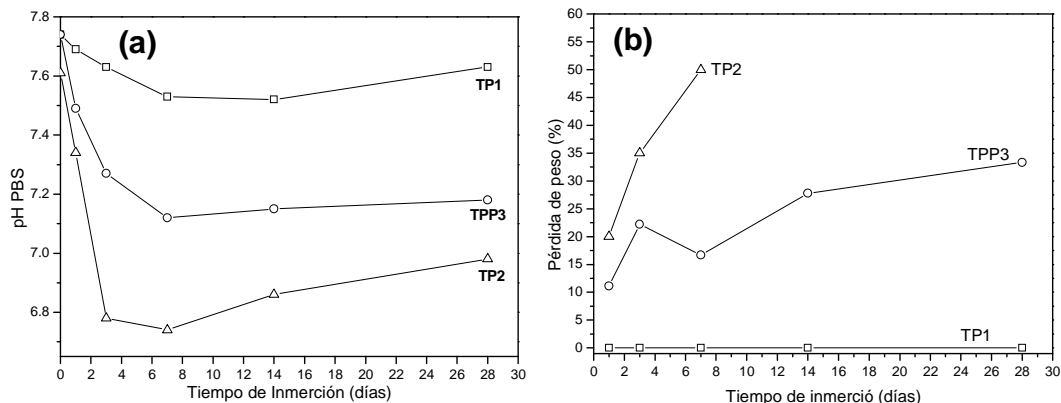 (a)
7.8
7.6
7.4
7.2
7.0
6.8
pH PBS
TP1
TPP3
TP2
0 2 4 6 8 10 12 14 16 18 20 22 24 26 28 30
Tiempo de Inmerción (días)
(b)
60
55
50
45
40
35
30
25
20
15
10
5
0
Pérdida de peso (%)
TP2
TPP3
TP1
0 2 4 6 8 10 12 14 16 18 20 22 24 26 28 30
Tiempo de inmerció (días)